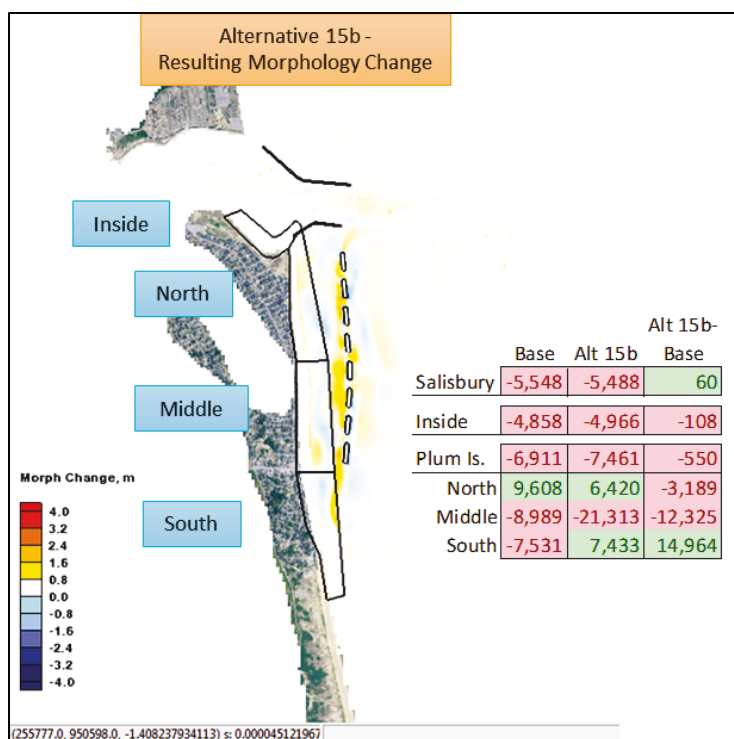 Alternative 15b -
Resulting Morphology Change
Inside
North
Middle
South
Alt 15b-
Base Alt 15b Base
Salisbury -5,548 -5,488 60
Inside -4,858 -4,966 -108
Plum Is. -6,911 -7,461 -550
North 9,608 6,420 -3,189
Middle -8,989 -21,313 -12,325
South -7,531 7,433 14,964
Morph Change, m
4.0
3.2
2.4
1.6
0.8
0.0
-0.8
-1.6
-2.4
-3.2
-4.0
(255777.0, 950598.0, -1.408237934113) s: 0.000045121967